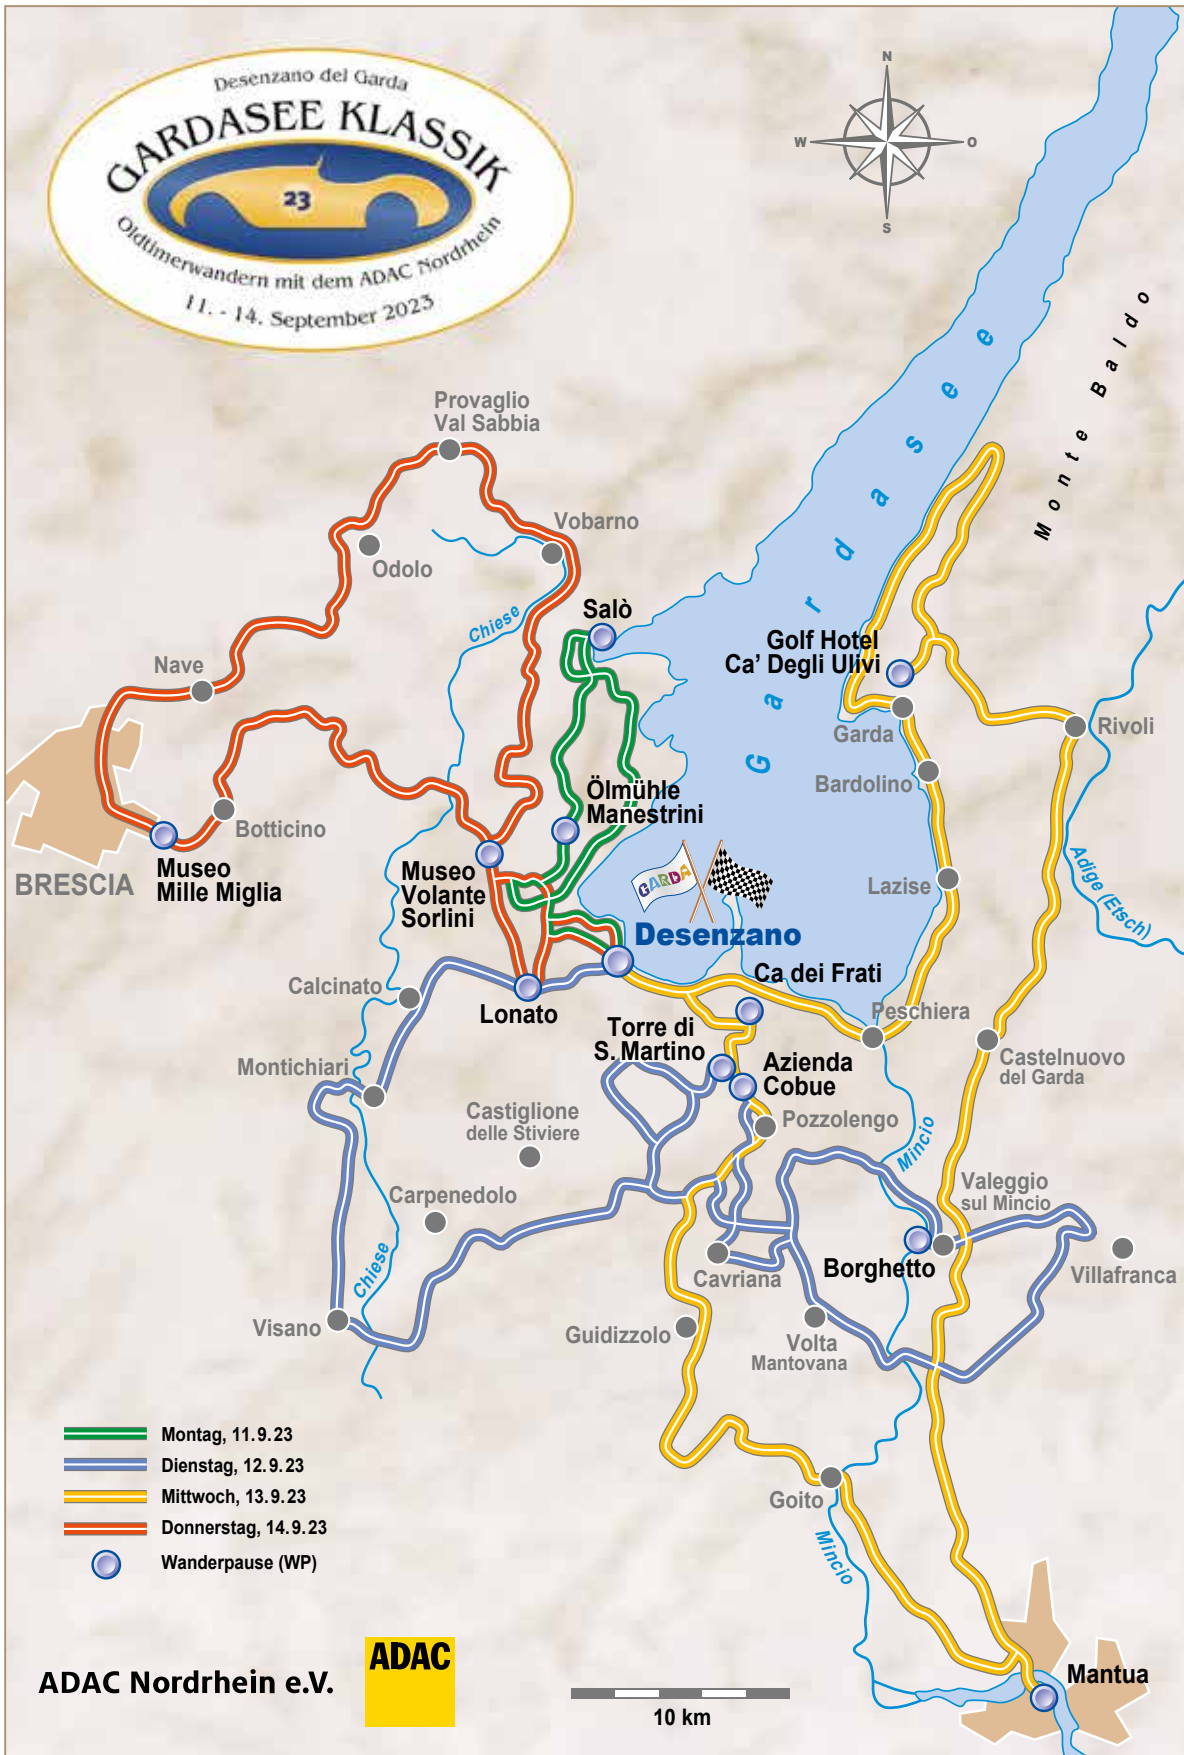 Desenzano del Garda
GARDASEE KLASSIK
23
Oldtimerwandern mit dem ADAC Nordrhein
11. - 14. September 2023
N
W
O
S
Gardasee
Monte Baldo
Provaglio
Val Sabbia
Vobarno
Odolo
Chiese
Salò
Golf Hotel
Ca' Degli Ulivi
Nave
Garda
Rivoli
Bardolino
Ölmühle
Manestrini
Botticino
BRESCIA
Museo
Mille Miglia
Museo
Volante
Sorlini
GARDA
Lazise
Adige (Etsch)
Desenzano
Ca dei Frati
Calcinato
Lonato
Peschiera
Torre di
S. Martino
Montichiari
Azienda
Cobue
Castelnuovo
del Garda
Castiglione
delle Stiviere
Pozzolengo
Mincio
Carpenedolo
Valeggio
sul Mincio
Chiese
Cavriana
Borghetto
Villafranca
Visano
Guidizzolo
Volta
Mantovana
Montag, 11.9.23
Dienstag, 12.9.23
Mittwoch, 13.9.23
Donnerstag, 14.9.23
Wanderpause (WP)
Goito
Mincio
ADAC Nordrhein e.V.
ADAC
10 km
Mantua